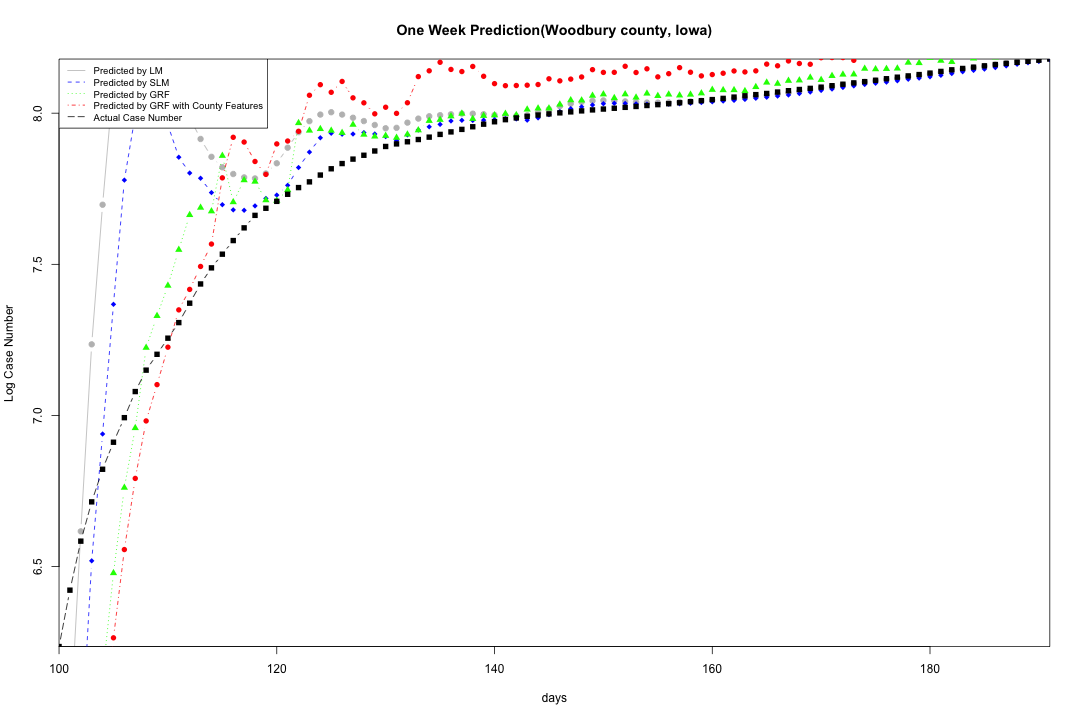 One Week Prediction(Woodbury county, Iowa)
Predicted by LM
Predicted by SLM
Predicted by GRF
Predicted by GRF with County Features
Actual Case Number
Log Case Number
8.0
7.5
7.0
6.5
100 120 140 160 180
days